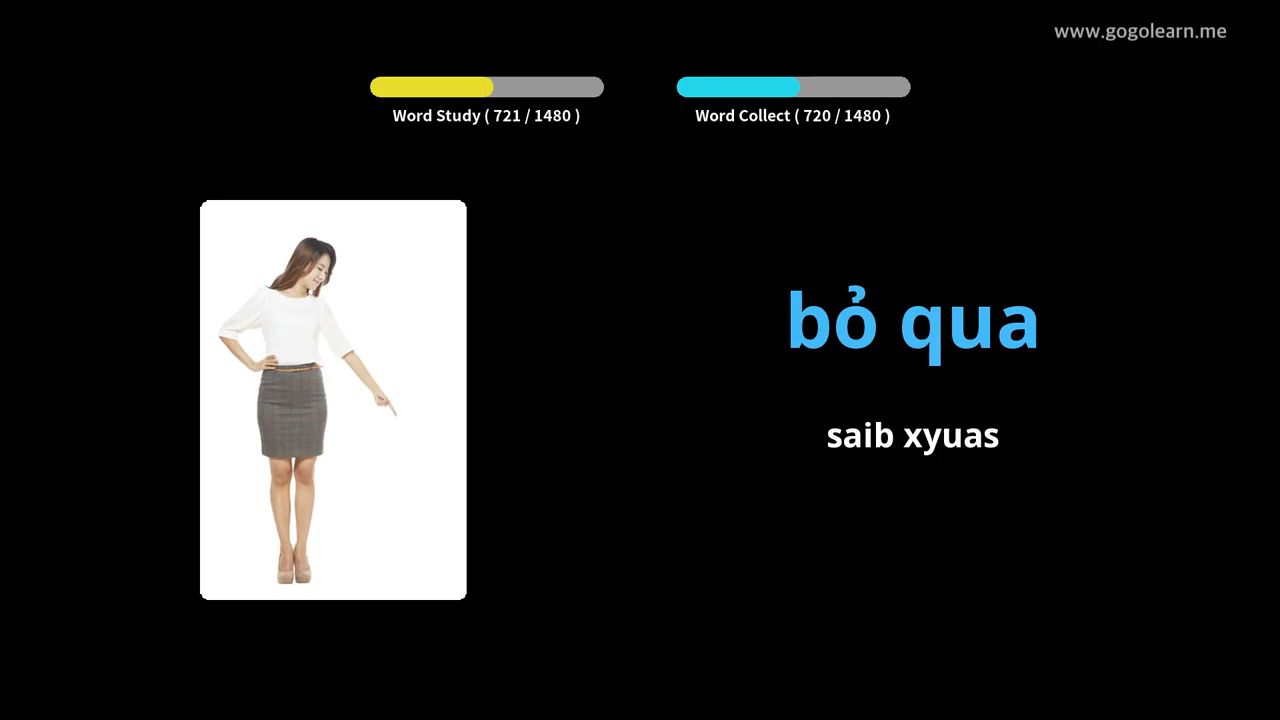 www.gogolearn.me
Word Study ( 721 / 1480 )
Word Collect ( 720 / 1480 )
bỏ qua
saib xyuas